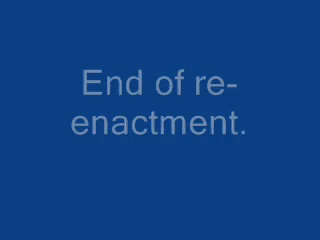 End of re-
enactment.